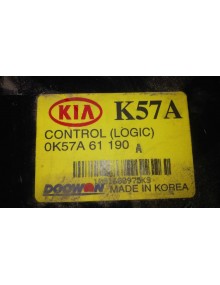 KIA K57A
CONTROL (LOGIC)
0K57A 61 190 A
DOOWON MADE IN KOREA